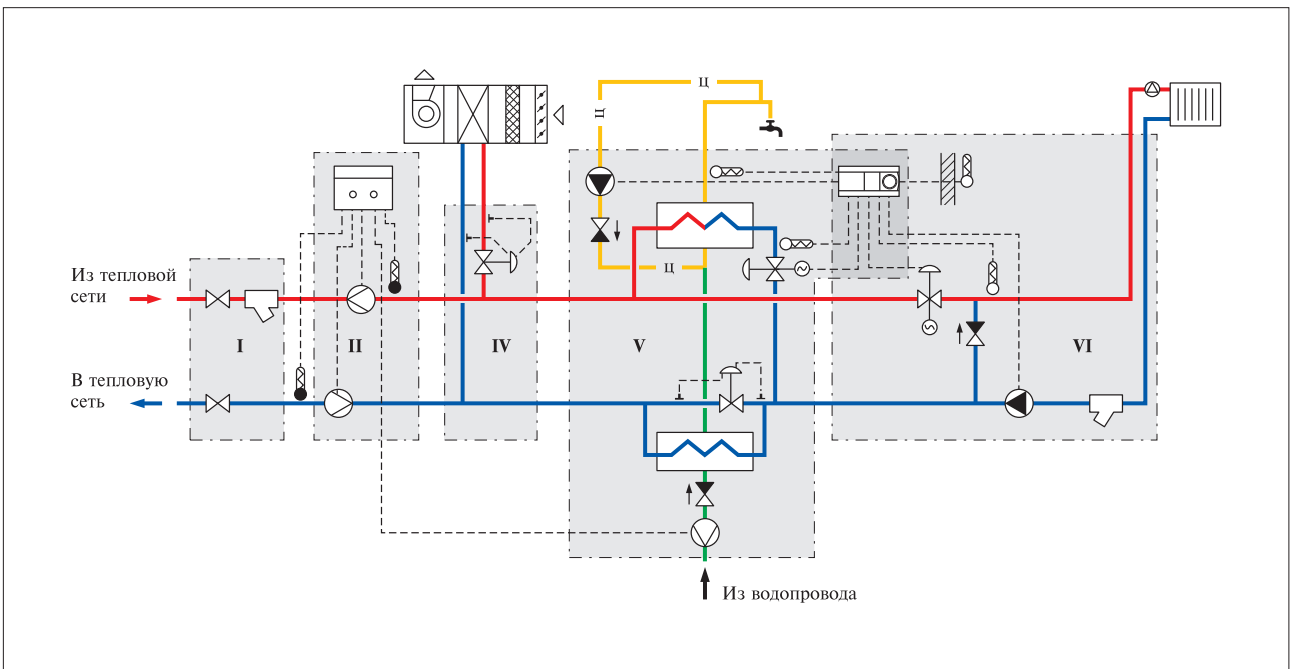 ц
ц
Из тепловой
сети
ц
I
II
IV
V
VI
В тепловую
сеть
Из водопровода